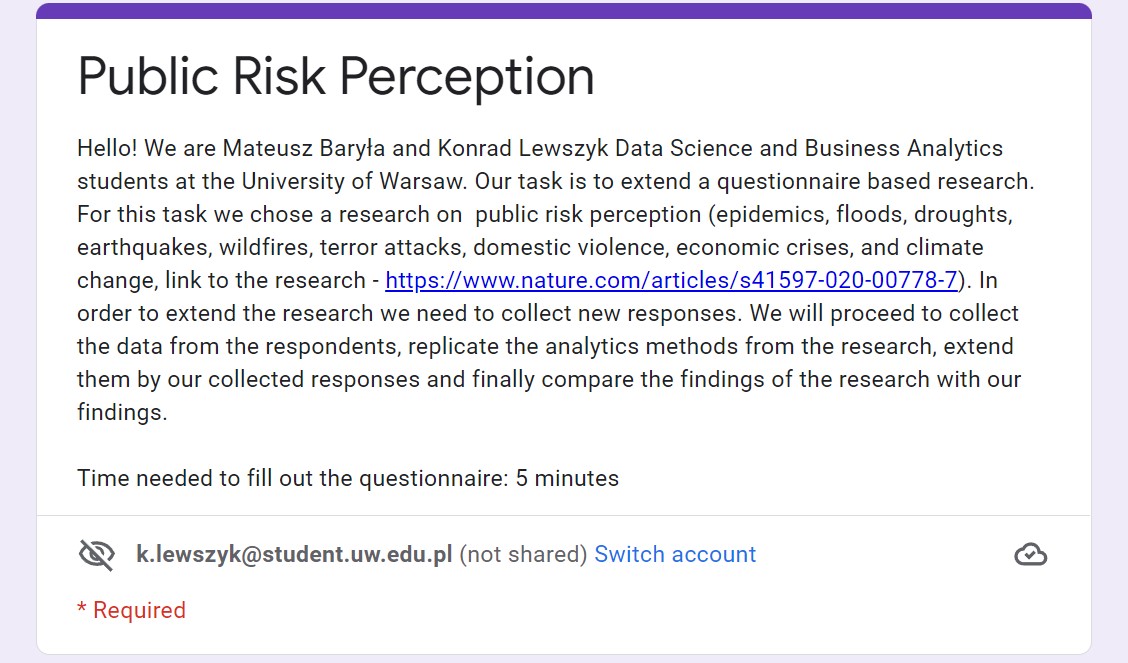 Public Risk Perception
Hello! We are Mateusz Baryła and Konrad Lewszyk Data Science and Business Analytics
students at the University of Warsaw. Our task is to extend a questionnaire based research.
For this task we chose a research on  public risk perception (epidemics, floods, droughts,
earthquakes, wildfires, terror attacks, domestic violence, economic crises, and climate
change, link to the research - https://www.nature.com/articles/s41597-020-00778-7). In
order to extend the research we need to collect new responses. We will proceed to collect
the data from the respondents, replicate the analytics methods from the research, extend
them by our collected responses and finally compare the findings of the research with our
findings.
Time needed to fill out the questionnaire: 5 minutes
k.lewszyk@student.uw.edu.pl (not shared) Switch account
* Required